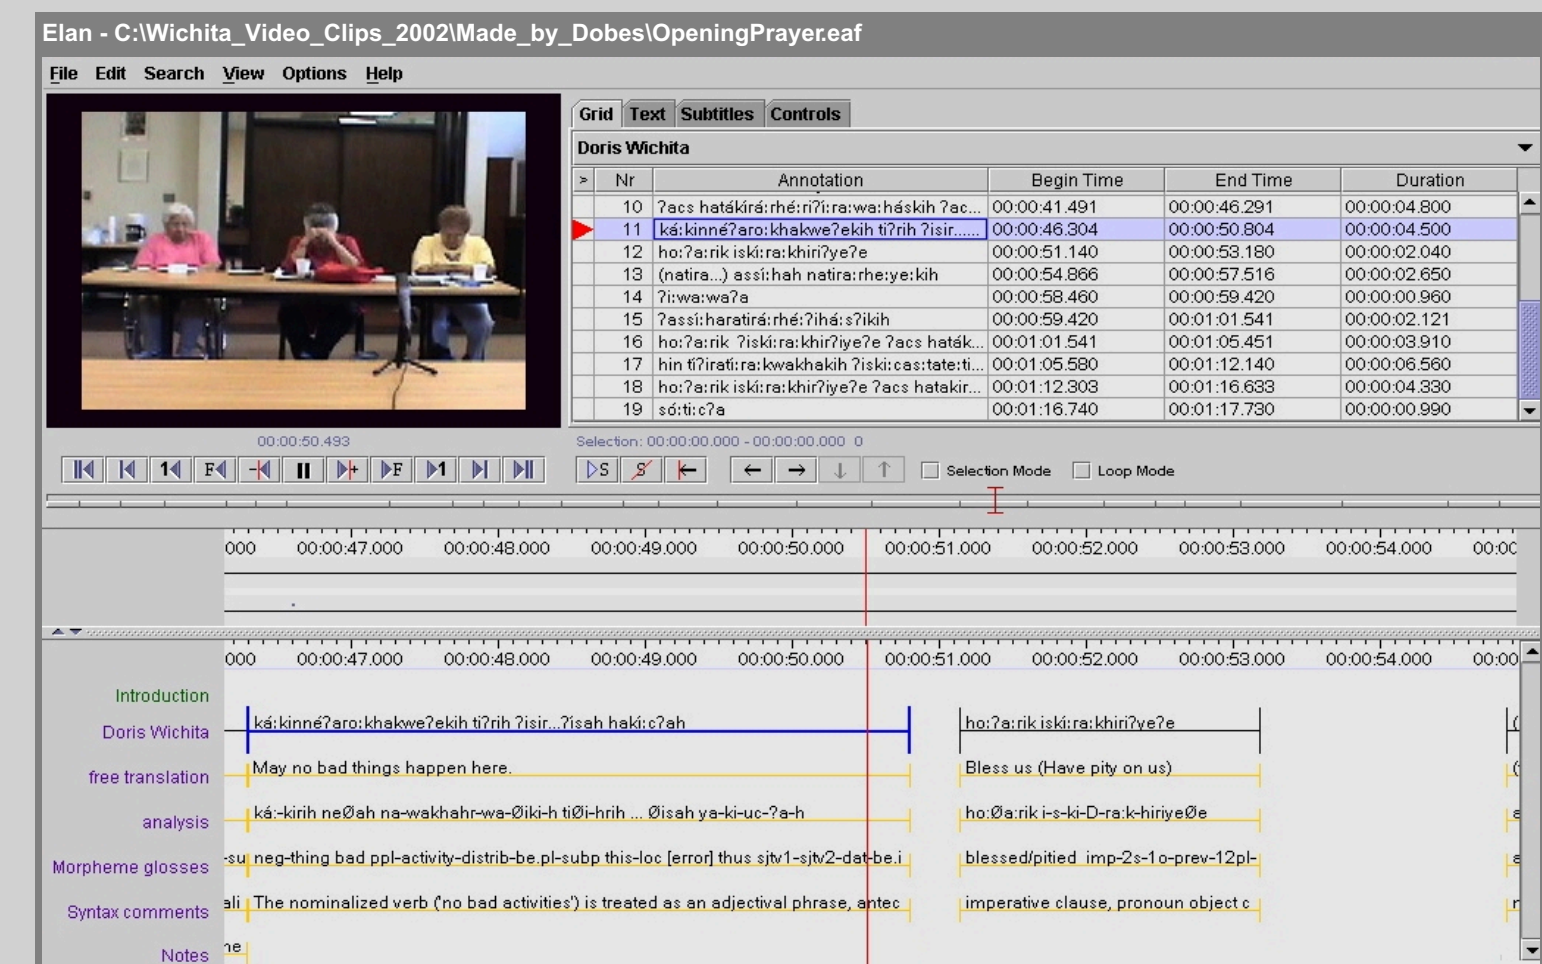 Elan - C:\Wichita_Video_Clips_2002\Made_by_Dobes\OpeningPrayer.eaf
File Edit Search View Options Help
Grid Text Subtitles Controls
Doris Wichita
> Nr Annotation Begin Time End Time Duration
10 ?acs hatákírá:rhé:ri?i:ra:wa:háskih ?ac... 00:00:41.491 00:00:46.291 00:00:04.800
11 ká:kinné?aro:khakwe?ekih ti?rih ?isir...... 00:00:46.304 00:00:50.804 00:00:04.500
12 ho:?a:rik iskí:ra:khiri?ye?e 00:00:51.140 00:00:53.180 00:00:02.040
13 (natira...) assí:hah natira:rhe:ye:kih 00:00:54.866 00:00:57.516 00:00:02.650
14 ?i:wa:wa?a 00:00:58.460 00:00:59.420 00:00:00.960
15 ?assí:haratirá:rhé:?ihá:s?ikih 00:00:59.420 00:01:01.541 00:00:02.121
16 ho:?a:rik ?iskí:ra:khir?iye?e ?acs haták... 00:01:01.541 00:01:05.451 00:00:03.910
17 hin tí?iratí:ra:kwakhakih ?iski:cas:tate:ti... 00:01:05.580 00:01:12.140 00:00:06.560
18 ho:?a:rik iskí:ra:khir?iye?e ?acs hatakir... 00:01:12.303 00:01:16.633 00:00:04.330
19 só:ti:c?a 00:01:16.740 00:01:17.730 00:00:00.990
00:00:50.493
Selection: 00:00:00.000 - 00:00:00.000 0
1 F - + F 1 S S Selection Mode Loop Mode
000 00:00:47.000 00:00:48.000 00:00:49.000 00:00:50.000 00:00:51.000 00:00:52.000 00:00:53.000 00:00:54.000 00:00
000 00:00:47.000 00:00:48.000 00:00:49.000 00:00:50.000 00:00:51.000 00:00:52.000 00:00:53.000 00:00:54.000 00:00
Introduction
Doris Wichita ká:kinné?aro:khakwe?ekih ti?rih ?isir...?ísah hakí:c?ah ho:?a:rik iskí:ra:khiri?ye?e (
free translation May no bad things happen here. Bless us (Have pity on us) (
analysis ká:-kirih neØah na-wakhahr-wa-Øiki-h tiØi-hrih ... Øisah ya-ki-uc-?a-h ho:Øa:rik i-s-ki-D-ra:k-hiriyeØe a
Morpheme glosses -su neg-thing bad ppl-activity-distrib-be.pl-subp this-loc [error] thus sjtv1-sjtv2-dat-be.i blessed/pitied imp-2s-1o-prev-12pl- a
Syntax comments ali The nominalized verb ('no bad activities') is treated as an adjectival phrase, antec imperative clause, pronoun object c
Notes ne